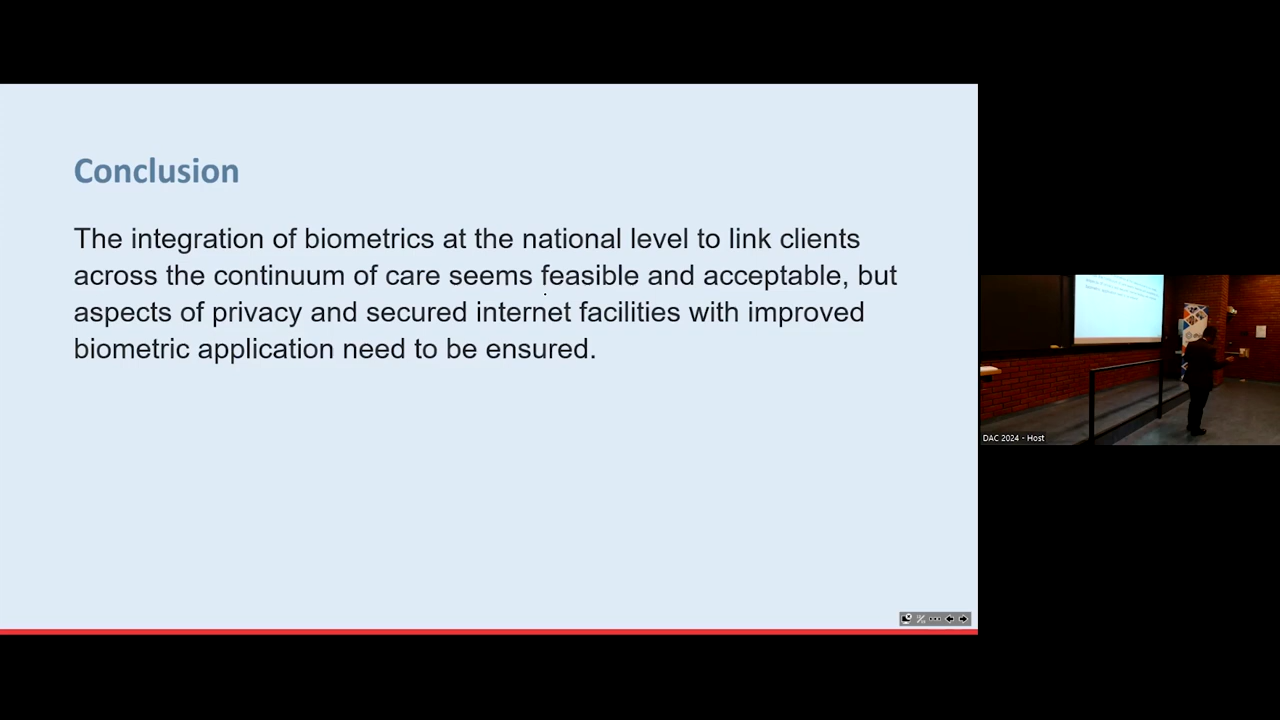 Conclusion
The integration of biometrics at the national level to link clients
across the continuum of care seems feasible and acceptable, but
aspects of privacy and secured internet facilities with improved
biometric application need to be ensured.
DAC 2024 - Host